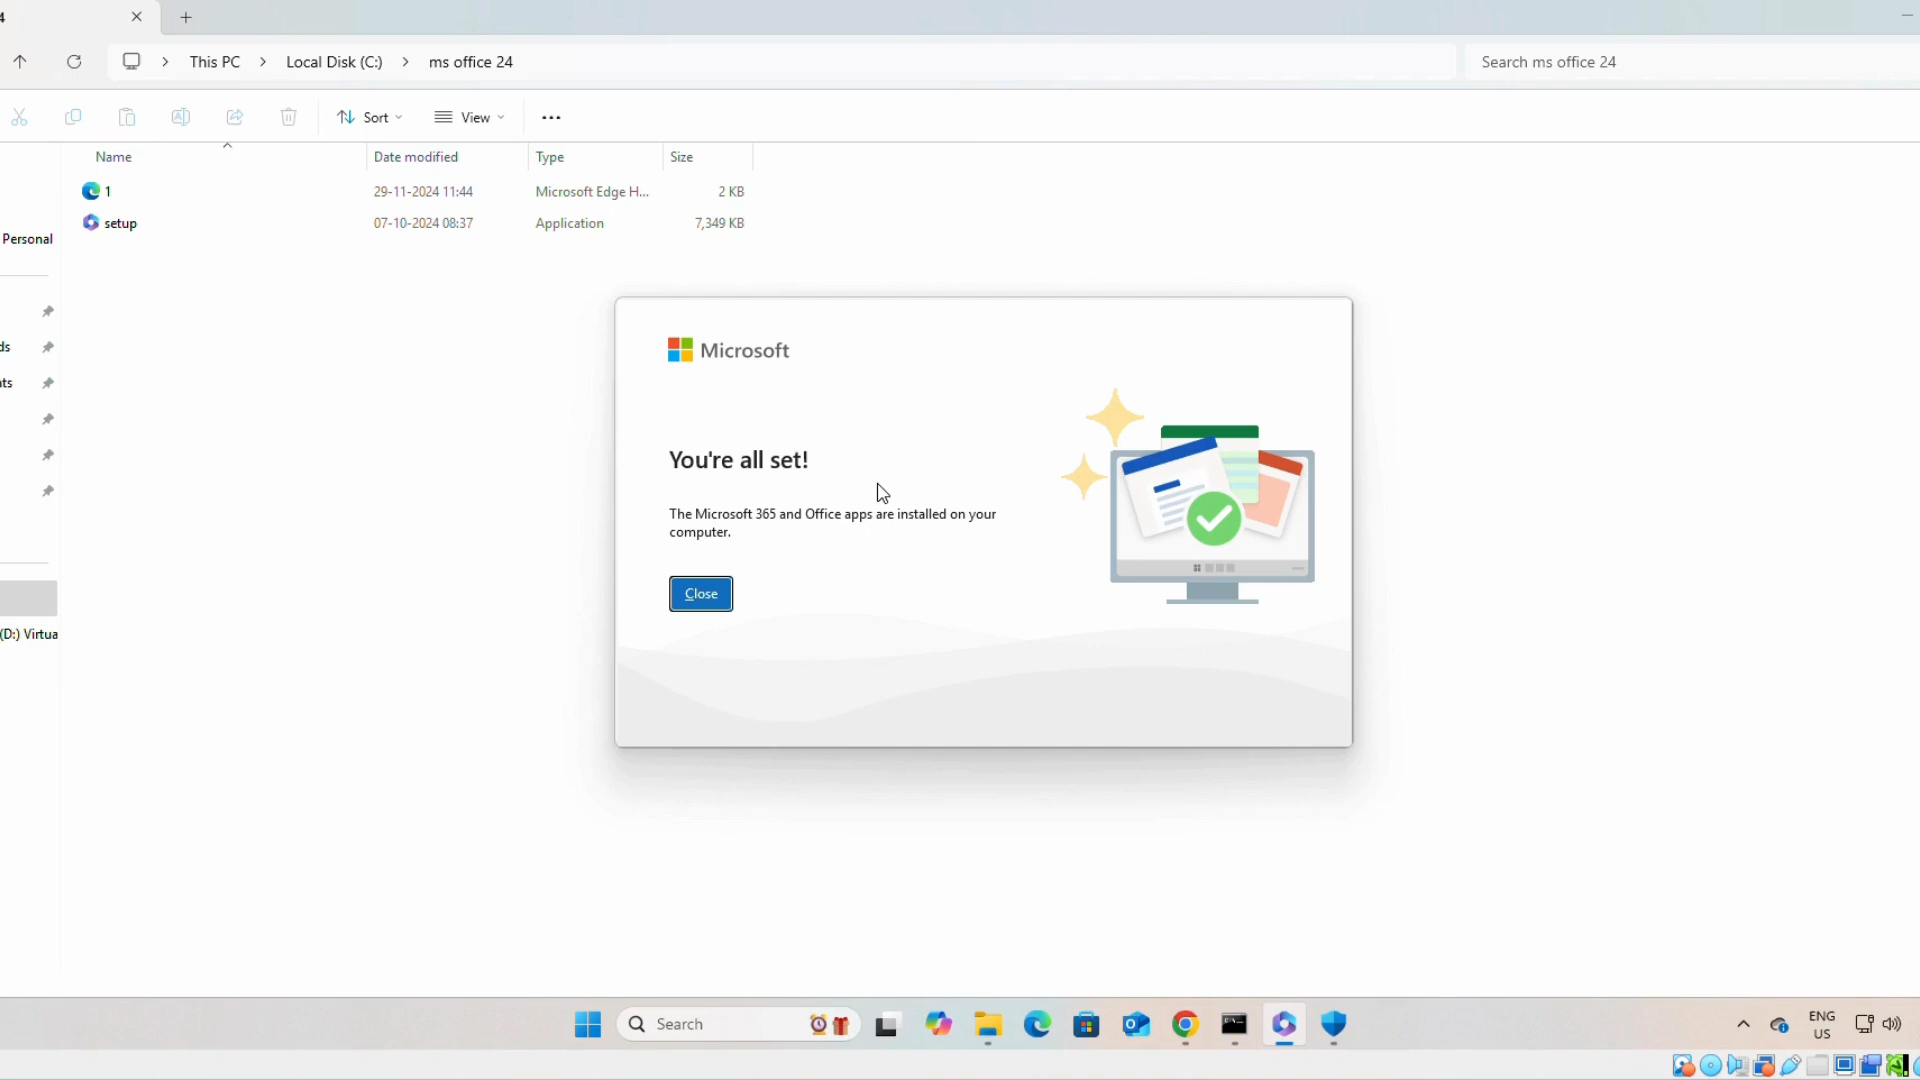 4
This PC > Local Disk (C:) > ms office 24
Search ms office 24
Sort
View
Name
Date modified
Type
Size
1
29-11-2024 11:44
Microsoft Edge H...
2 KB
setup
07-10-2024 08:37
Application
7,349 KB
Personal
ds
nts
(D:) Virtua
Microsoft
You're all set!
The Microsoft 365 and Office apps are installed on your
computer.
Close
Search
ENG
US